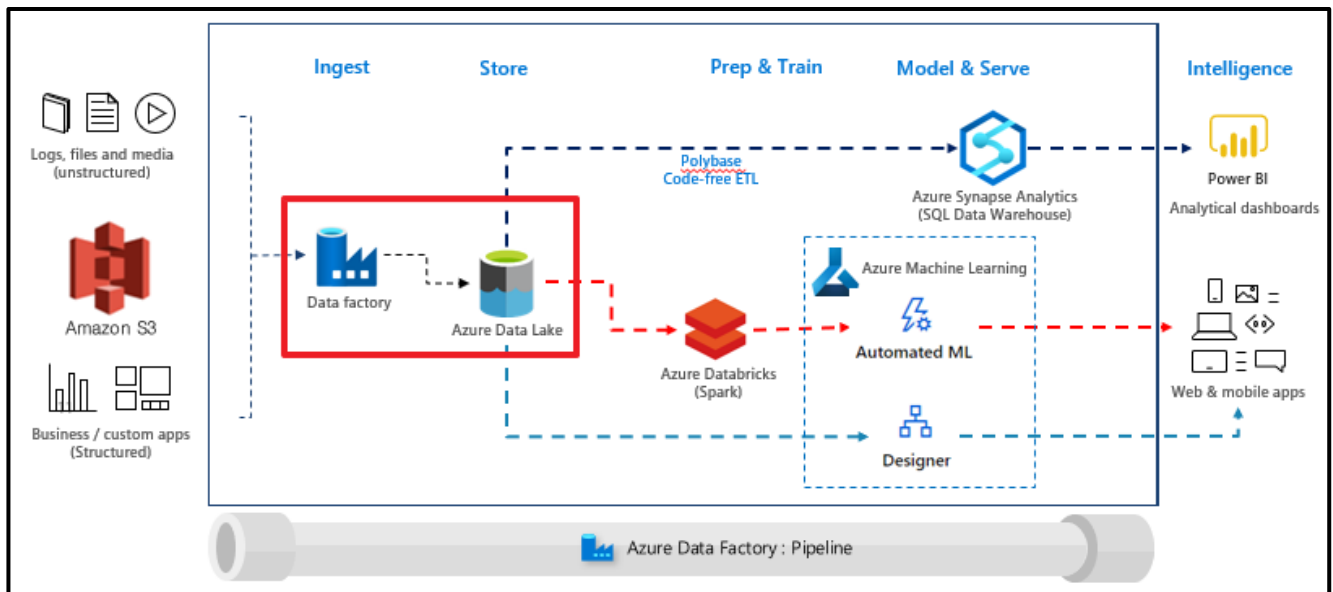 Ingest
Store
Prep & Train
Model & Serve
Intelligence
Logs, files and media
(unstructured)
Amazon S3
Business / custom apps
(Structured)
Data factory
Azure Data Lake
Polybase
Code-free ETL
Azure Databricks
(Spark)
Azure Synapse Analytics
(SQL Data Warehouse)
Azure Machine Learning
Automated ML
Designer
Power BI
Analytical dashboards
Web & mobile apps
Azure Data Factory : Pipeline